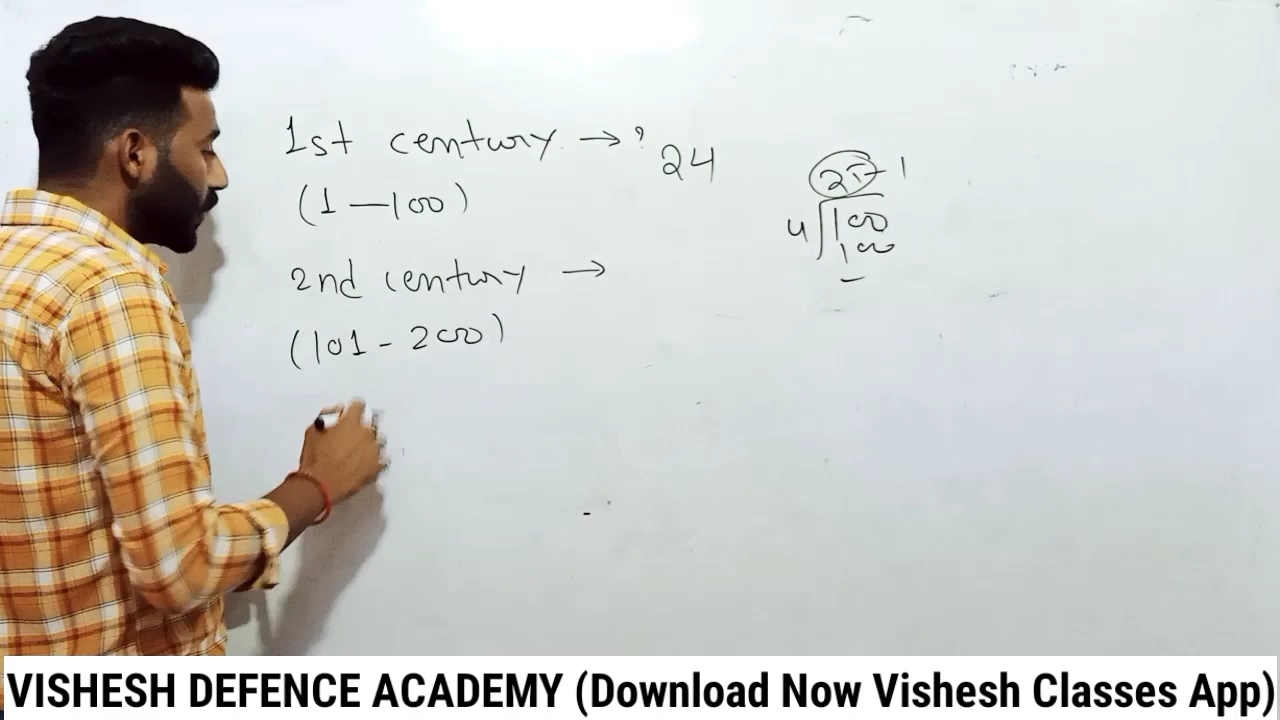 1st century → ?
24
(1 — 100)
2nd century →
(101 - 200)
25 - 1
4 100
100
—
VISHESH DEFENCE ACADEMY (Download Now Vishesh Classes App)